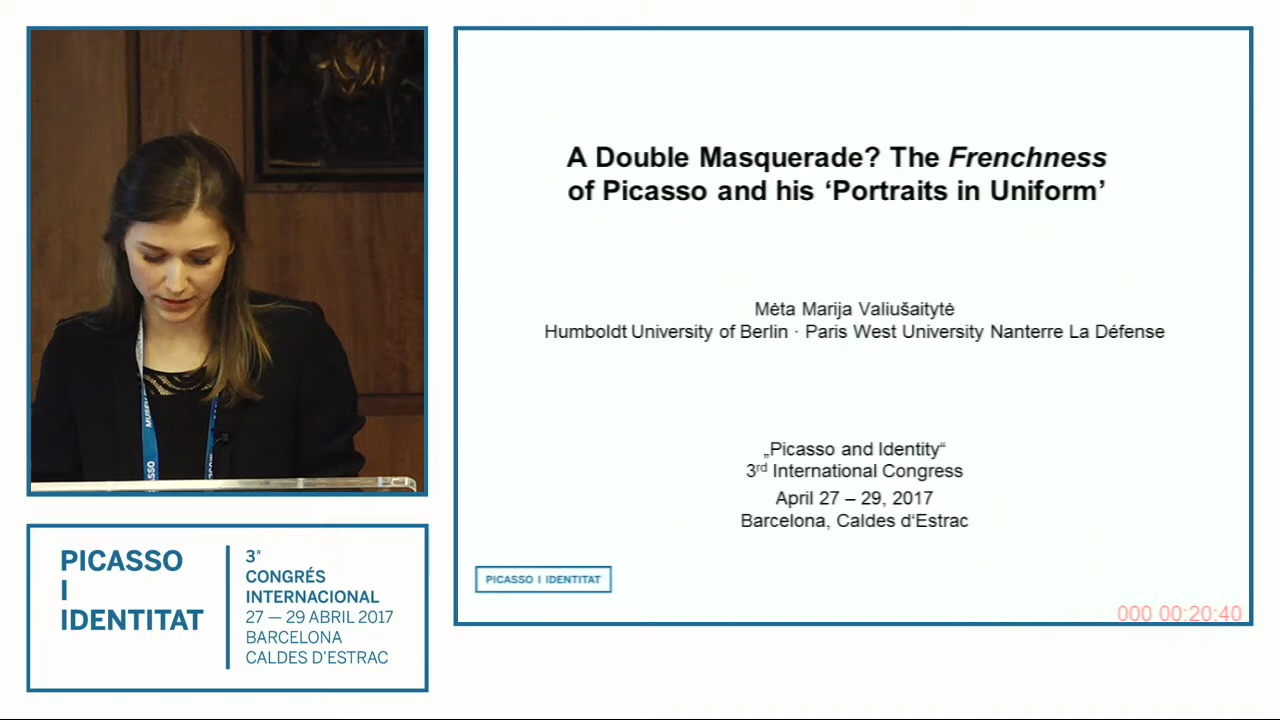 A Double Masquerade? The Frenchness
of Picasso and his ‘Portraits in Uniform’
Mėta Marija Valiušaitytė
Humboldt University of Berlin · Paris West University Nanterre La Défense
„Picasso and Identity“
3rd International Congress
April 27 – 29, 2017
Barcelona, Caldes d‘Estrac
PICASSO I IDENTITAT
000 00:20:40
PICASSO
I
IDENTITAT
3º
CONGRÉS
INTERNACIONAL
27 — 29 ABRIL 2017
BARCELONA
CALDES D'ESTRAC